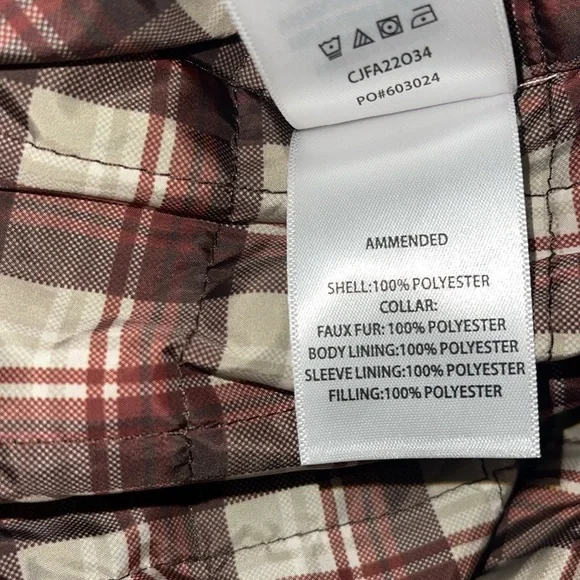 CJFA22O34
PO#603024
AMMENDED
SHELL:100% POLYESTER
COLLAR:
FAUX FUR: 100% POLYESTER
BODY LINING:100% POLYESTER
SLEEVE LINING:100% POLYESTER
FILLING:100% POLYESTER